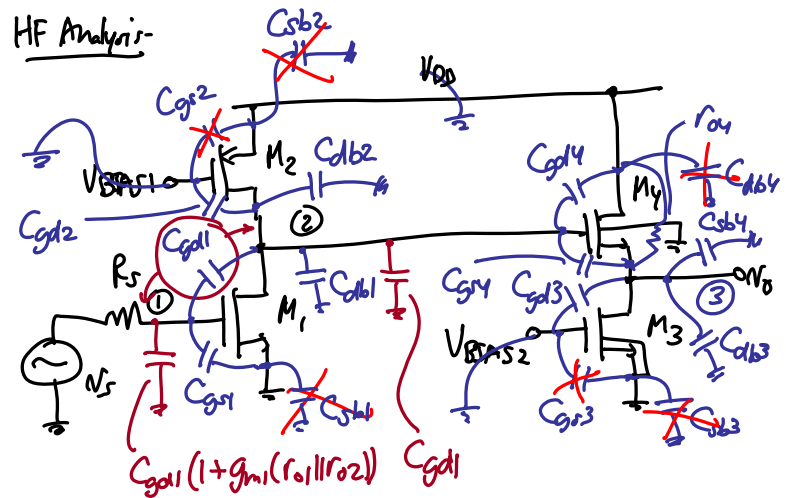 HF Analysis-
Csb2
VDD
Cgs2
M2
Cdb2
VBIAS1
Cgd2
Cgd1
2
Rs
1
M1
Cdb1
vs
Cgs1
Csb1
Cgd1(1+gm1(ro1||ro2))
Cgd1
ro4
Cgd4
M4
Cdb4
Csb4
Cgs4
Cgd3
vo
3
M3
VBIAS2
Cdb3
Cgs3
Csb3